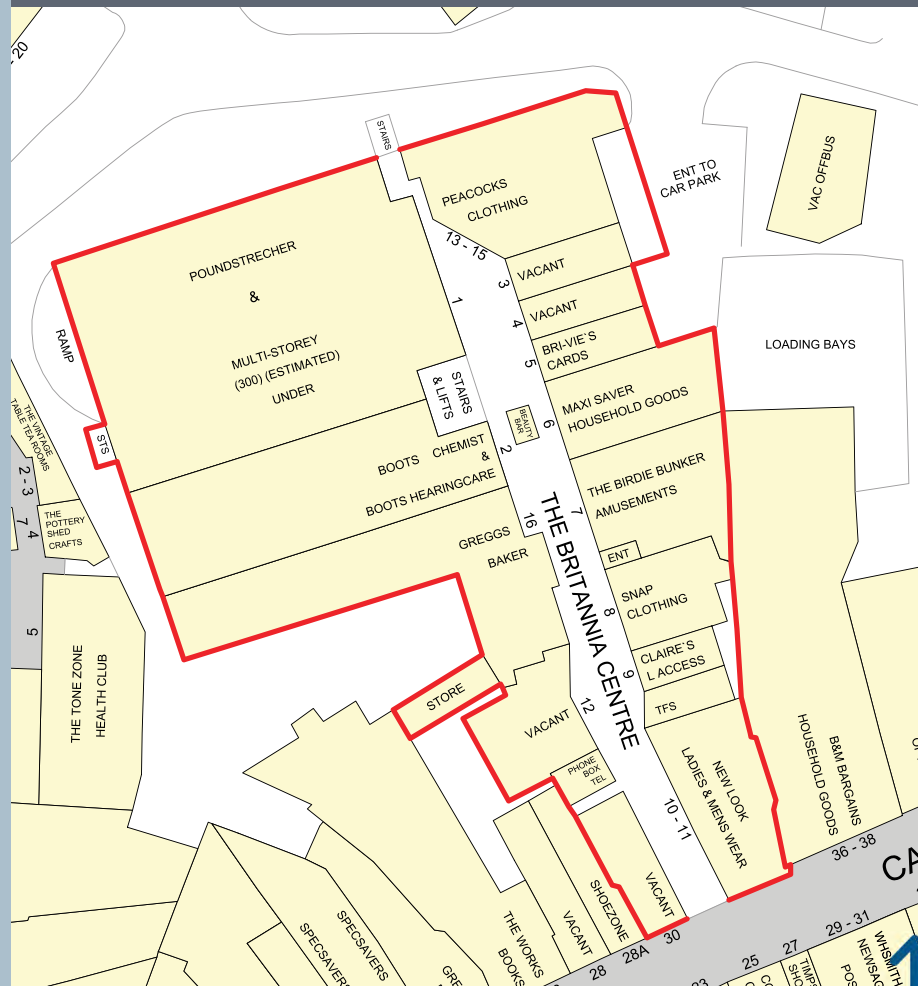 - 20
STAIRS
PEACOCKS
CLOTHING
ENT TO
CAR PARK
VAC OFFBUS
13 - 15
POUNDSTRECHER
&
MULTI-STOREY
(300) (ESTIMATED)
UNDER
RAMP
1
3
VACANT
4
VACANT
5
BRI-VIE`S
CARDS
LOADING BAYS
STAIRS
& LIFTS
6
MAXI SAVER
HOUSEHOLD GOODS
BEAUTY
BAR
2
BOOTS CHEMIST
&
BOOTS HEARINGCARE
STS
THE VINTAGE
TABLE TEA ROOMS
2 - 3
7
4
THE
POTTERY
SHED
CRAFTS
THE BIRDIE BUNKER
AMUSEMENTS
7
16
GREGGS
BAKER
THE BRITANNIA CENTRE
ENT
8
SNAP
CLOTHING
5
THE TONE ZONE
HEALTH CLUB
9
CLAIRE`S
L ACCESS
TFS
STORE
12
VACANT
PHONE
BOX
TEL
10 - 11
NEW LOOK
LADIES & MENS WEAR
B&M BARGAINS
HOUSEHOLD GOODS
36 - 38
CA
VACANT
30
SHOEZONE
28A
VACANT
28
THE WORKS
BOOKS
SPECSAVERS
SPECSAVERS
GRE
25
27
29 - 31
TIMP
SHO
POS
WHSMITH
NEWSAG